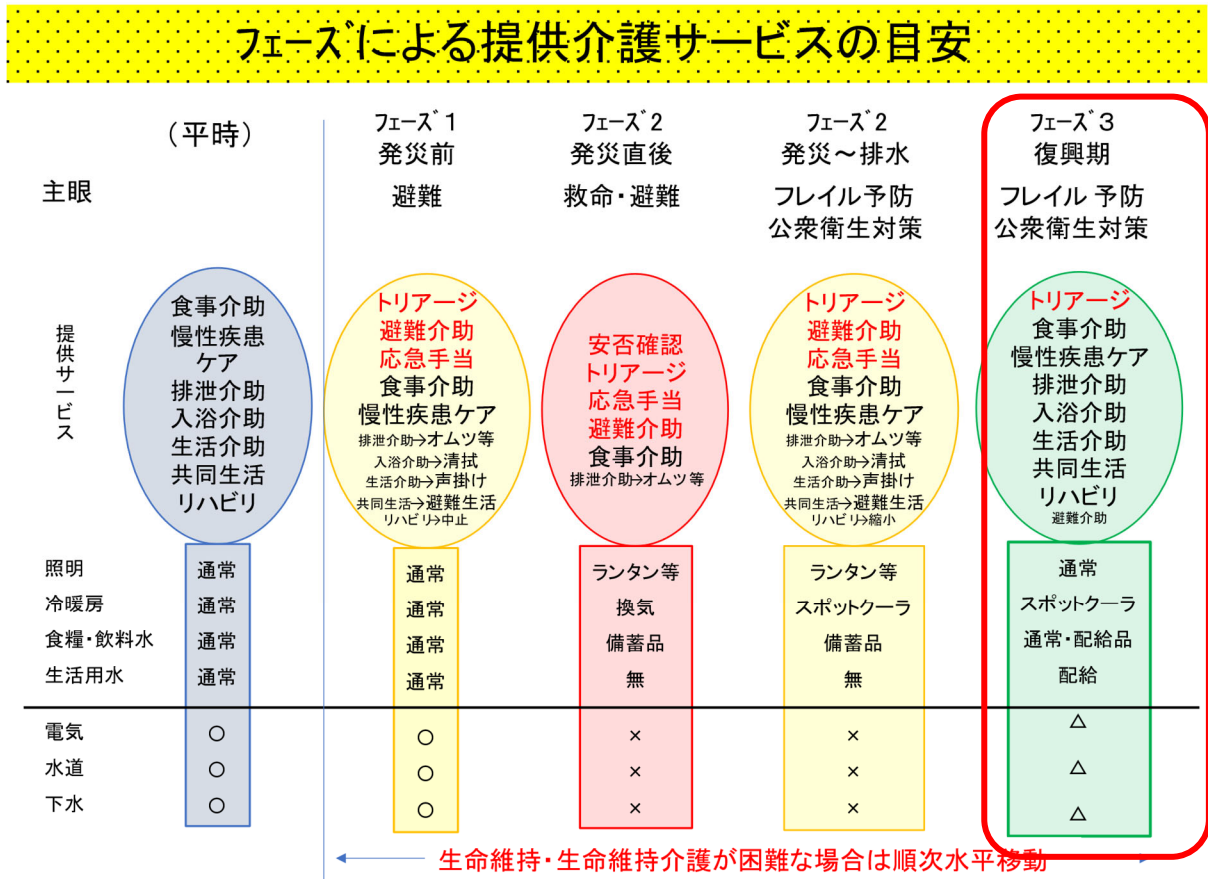 フェーズによる提供介護サービスの目安
(平時)
フェーズ1
発災前
フェーズ2
発災直後
フェーズ2
発災～排水
フェーズ3
復興期
主眼
避難
救命・避難
フレイル予防
公衆衛生対策
フレイル 予防
公衆衛生対策
提供サービス
食事介助
慢性疾患
ケア
排泄介助
入浴介助
生活介助
共同生活
リハビリ
トリアージ
避難介助
応急手当
食事介助
慢性疾患ケア
排泄介助→オムツ等
入浴介助→清拭
生活介助→声掛け
共同生活→避難生活
リハビリ→中止
安否確認
トリアージ
応急手当
避難介助
食事介助
排泄介助→オムツ等
トリアージ
避難介助
応急手当
食事介助
慢性疾患ケア
排泄介助→オムツ等
入浴介助→清拭
生活介助→声掛け
共同生活→避難生活
リハビリ→縮小
トリアージ
食事介助
慢性疾患ケア
排泄介助
入浴介助
生活介助
共同生活
リハビリ
避難介助
照明 通常 通常 ランタン等 ランタン等 通常
冷暖房 通常 通常 換気 スポットクーラ スポットクーラ
食糧・飲料水 通常 通常 備蓄品 備蓄品 通常・配給品
生活用水 通常 通常 無 無 配給
電気 ○ ○ × × △
水道 ○ ○ × × △
下水 ○ ○ × × △
生命維持・生命維持介護が困難な場合は順次水平移動